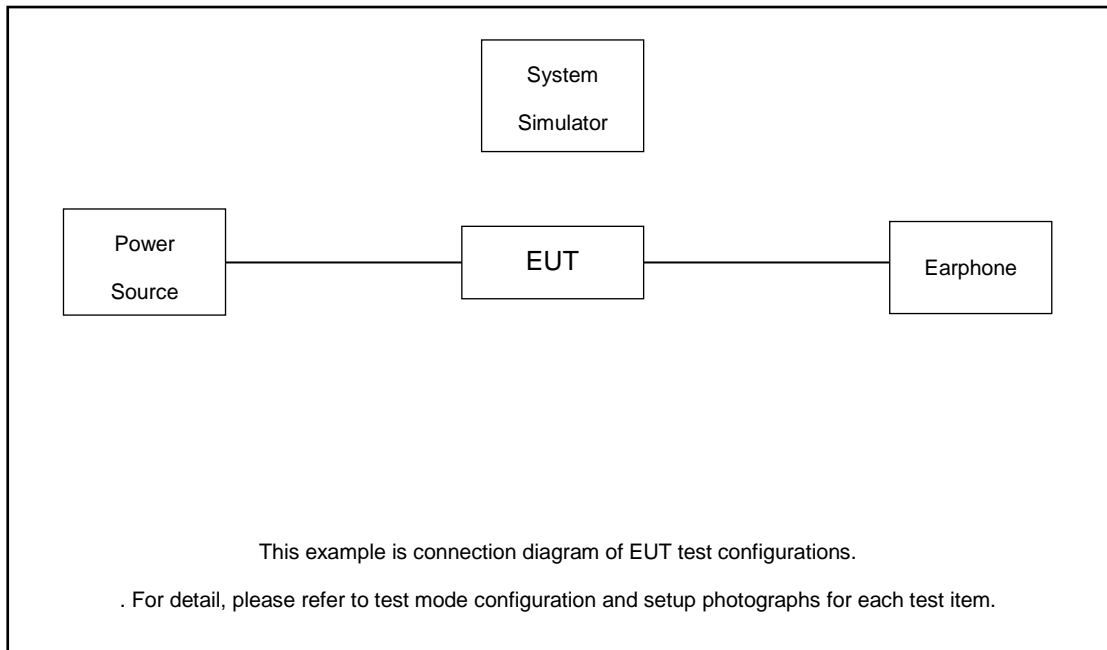 System
Simulator
Power
Source
EUT
Earphone
This example is connection diagram of EUT test configurations.
. For detail, please refer to test mode configuration and setup photographs for each test item.